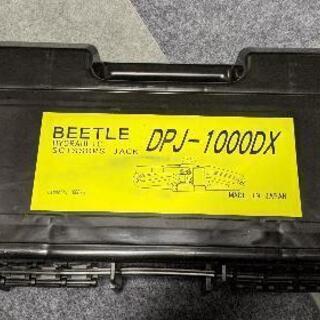 BEETLE
HYDRAULIC
SCISSORS JACK
DPJ-1000DX
MADE IN JAPAN